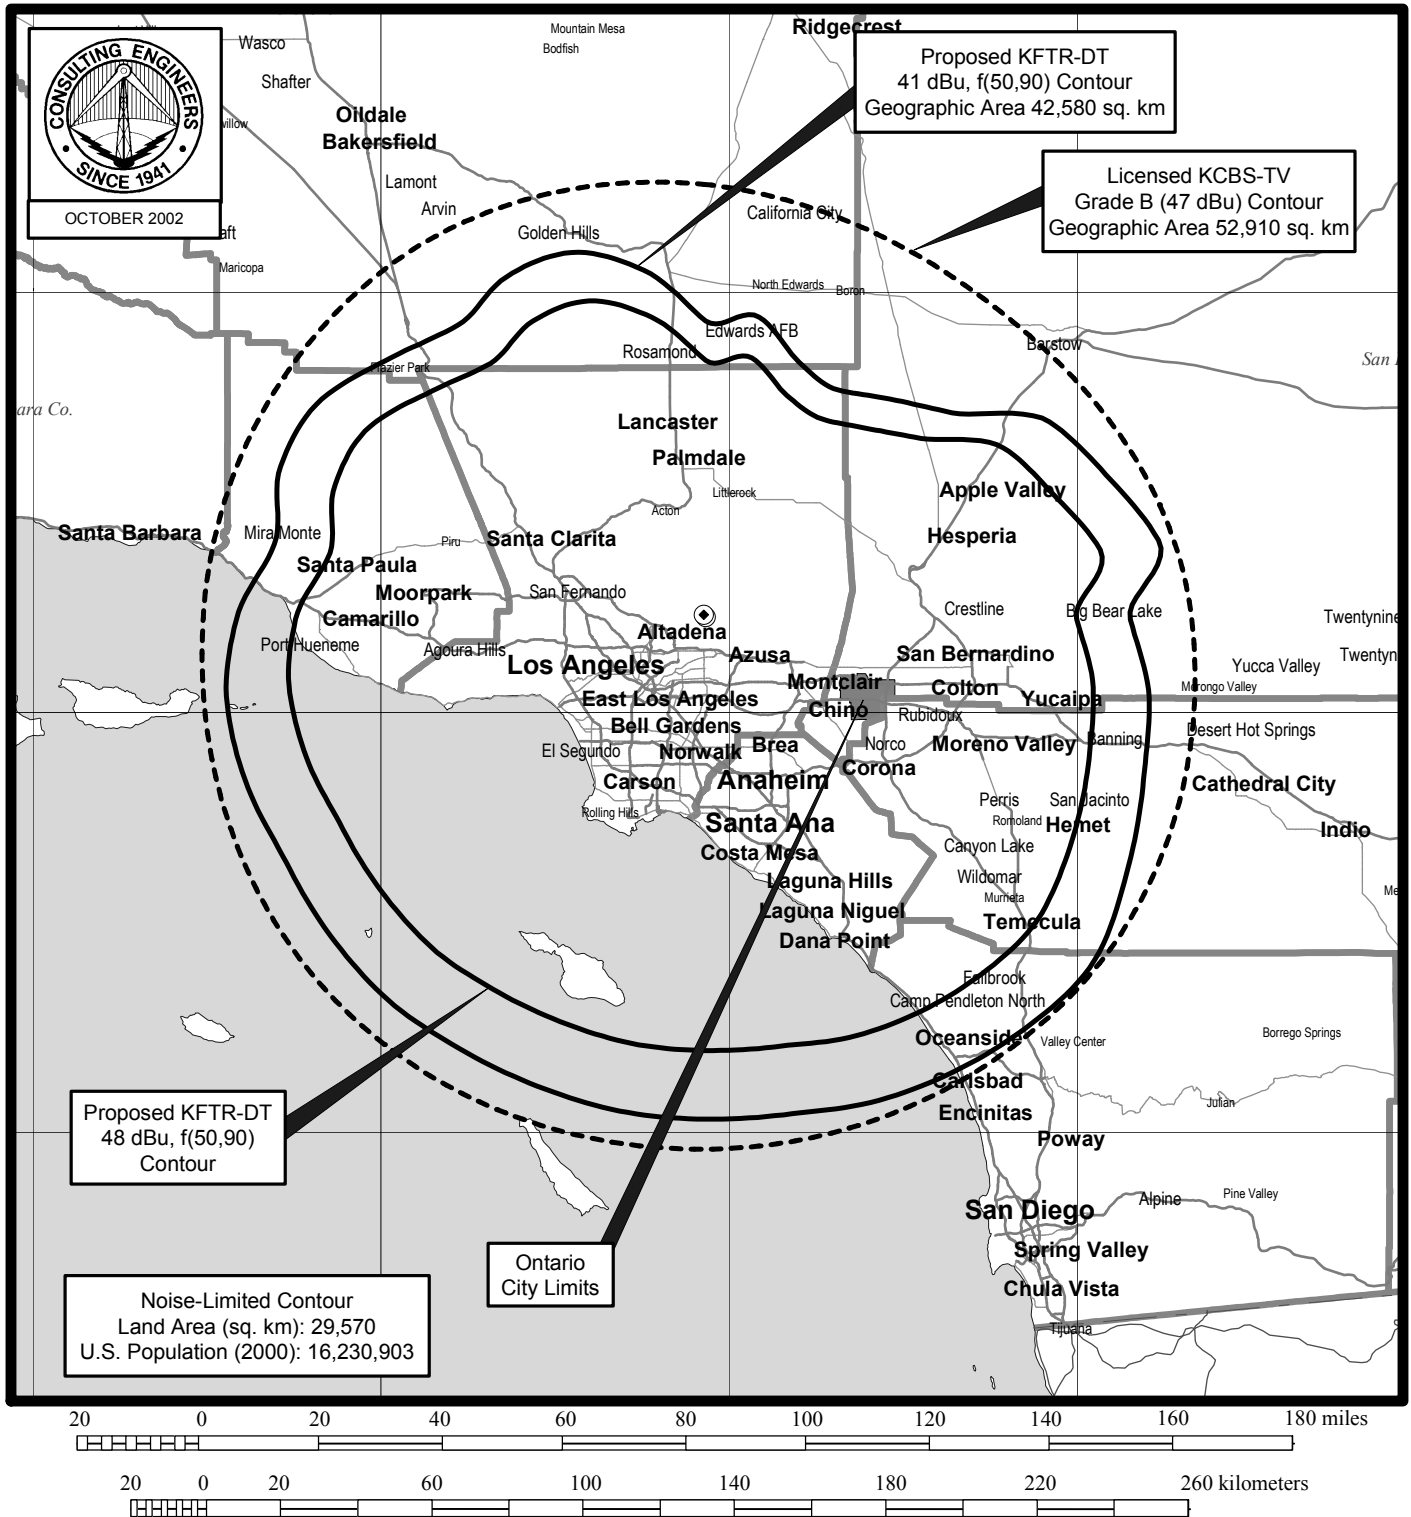 CONSULTING ENGINEERS
• SINCE 1941 •
OCTOBER 2002
Proposed KFTR-DT
41 dBu, f(50,90) Contour
Geographic Area 42,580 sq. km
Licensed KCBS-TV
Grade B (47 dBu) Contour
Geographic Area 52,910 sq. km
Mountain Mesa
Ridgecrest
Wasco
Bodfish
Shafter
Oildale
Bakersfield
Lamont
Arvin
California City
Golden Hills
Maricopa
North Edwards
Boron
Edwards AFB
Rosamond
Barstow
Frazier Park
Lancaster
Palmdale
Littlerock
Apple Valley
Acton
Santa Barbara
Mira Monte
Piru
Santa Clarita
Hesperia
Santa Paula
Moorpark
San Fernando
Camarillo
Crestline
Big Bear Lake
Altadena
Port Hueneme
Agoura Hills
Los Angeles
Azusa
San Bernardino
Yucca Valley
Montclair
Colton
Morongo Valley
East Los Angeles
Yucaipa
Chino
Rubidoux
Bell Gardens
Desert Hot Springs
El Segundo
Norwalk
Brea
Norco
Moreno Valley
Banning
Corona
Carson
Anaheim
Cathedral City
Rolling Hills
Perris
San Jacinto
Santa Ana
Romoland
Hemet
Indio
Costa Mesa
Canyon Lake
Laguna Hills
Wildomar
Murrieta
Laguna Niguel
Temecula
Dana Point
Fallbrook
Camp Pendleton North
Oceanside
Valley Center
Borrego Springs
Carlsbad
Julian
Encinitas
Poway
San Diego
Alpine
Pine Valley
Spring Valley
Chula Vista
Tijuana
Proposed KFTR-DT
48 dBu, f(50,90)
Contour
Ontario
City Limits
Noise-Limited Contour
Land Area (sq. km): 29,570
U.S. Population (2000): 16,230,903
20 0 20 40 60 80 100 120 140 160 180 miles
20 0 20 60 100 140 180 220 260 kilometers